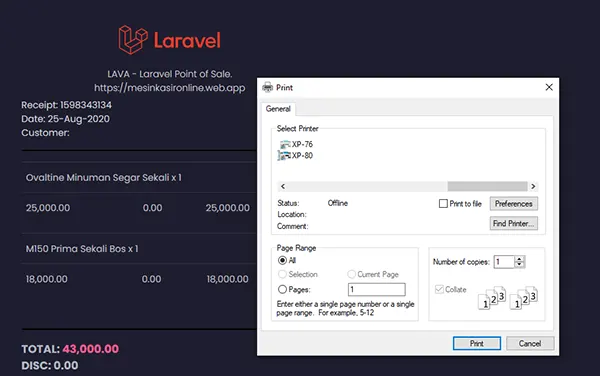 Laravel
LAVA - Laravel Point of Sale.
https://mesinkasironline.web.app
Receipt: 1598343134
Date: 25-Aug-2020
Customer:
Ovaltine Minuman Segar Sekali x 1
25,000.00 0.00 25,000.00
M150 Prima Sekali Bos x 1
18,000.00 0.00 18,000.00
TOTAL: 43,000.00
DISC: 0.00
Print
General
Select Printer
XP-76
XP-80
Status: Offline
Location:
Comment:
Print to file
Preferences
Find Printer...
Page Range
All
Selection
Current Page
Pages: 1
Enter either a single page number or a single
page range. For example, 5-12
Number of copies: 1
Collate
1 2 3 1 2 3
Print
Cancel